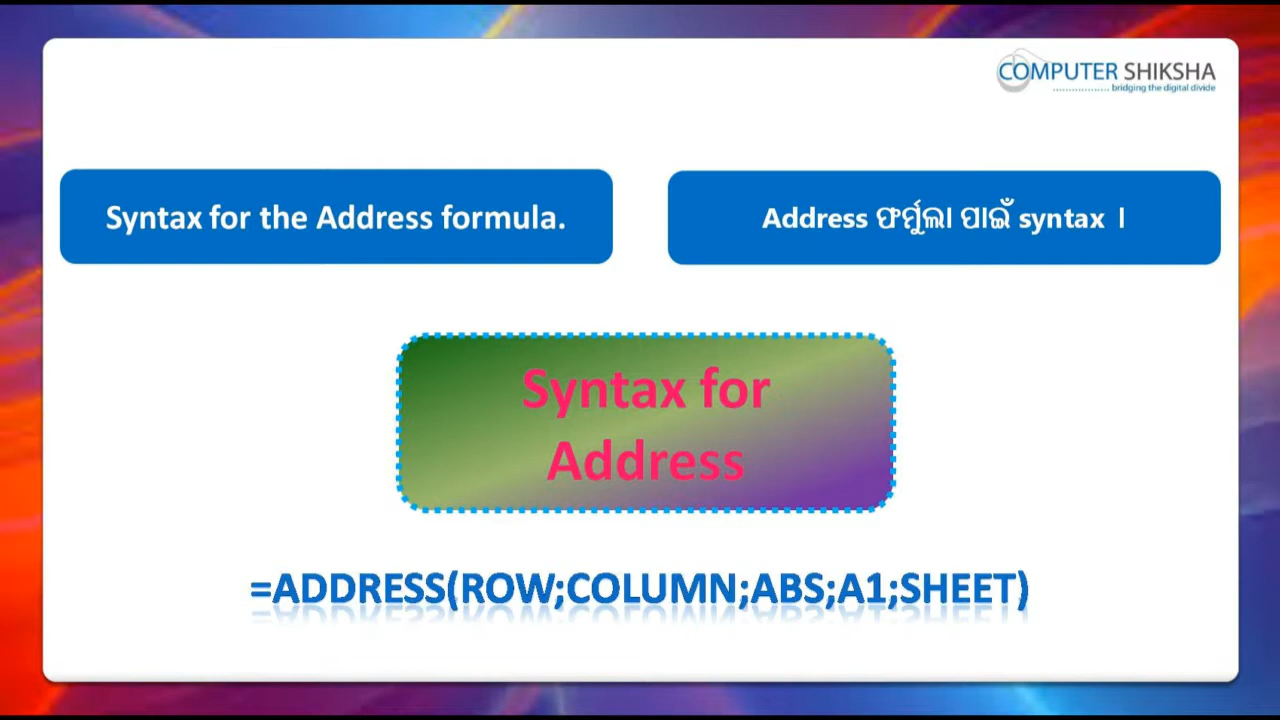 COMPUTER SHIKSHA
bridging the digital divide
Syntax for the Address formula.
Address ଫର୍ମୁଲା ପାଇଁ syntax ।
Syntax for
Address
=ADDRESS(ROW;COLUMN;ABS;A1;SHEET)